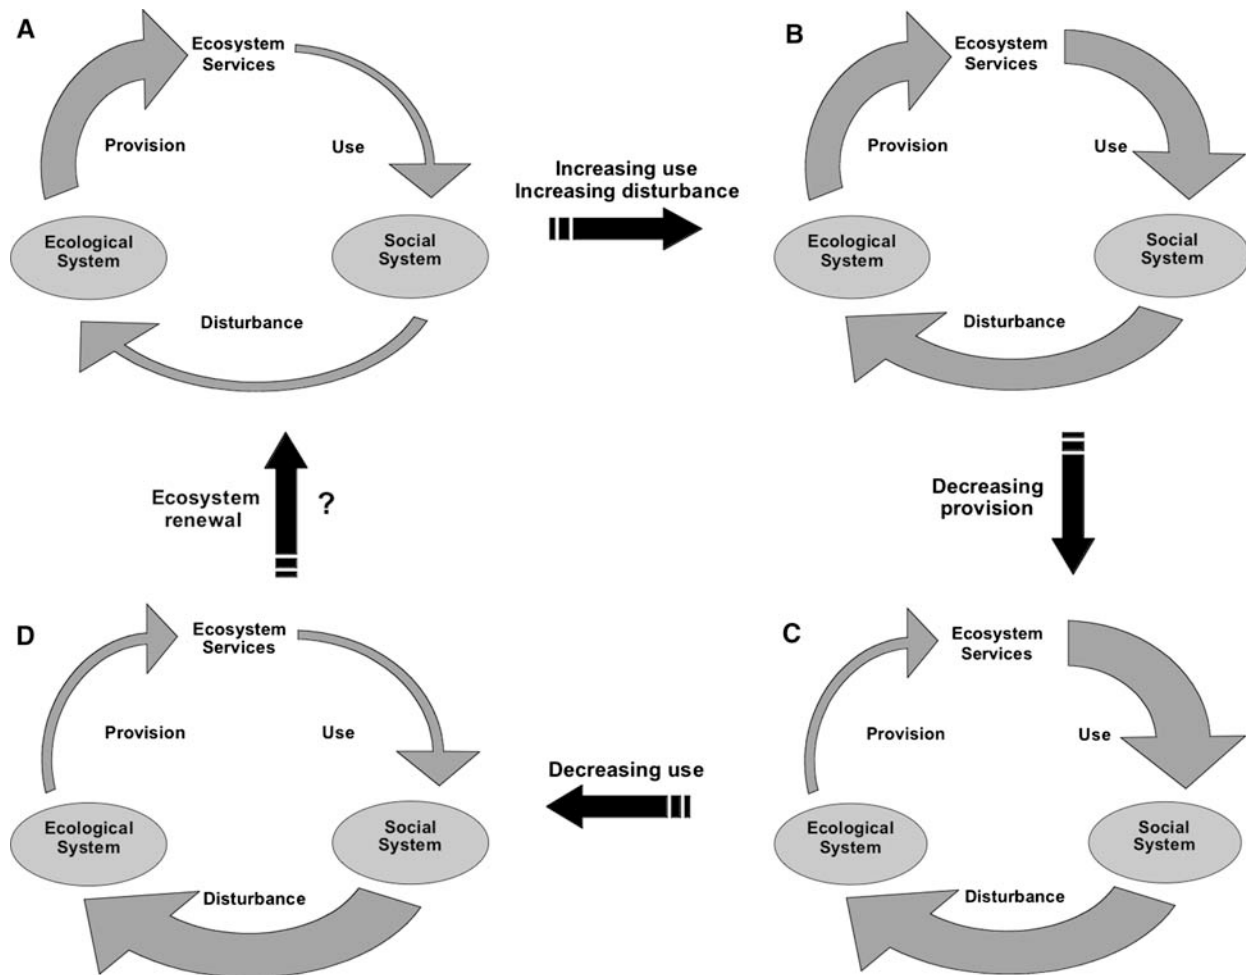 A
Ecosystem
Services
Provision
Use
Ecological
System
Social
System
Disturbance
Increasing use
Increasing disturbance
B
Ecosystem
Services
Provision
Use
Ecological
System
Social
System
Disturbance
Ecosystem
renewal
?
Decreasing
provision
D
Ecosystem
Services
Provision
Use
Ecological
System
Social
System
Disturbance
Decreasing use
C
Ecosystem
Services
Provision
Use
Ecological
System
Social
System
Disturbance